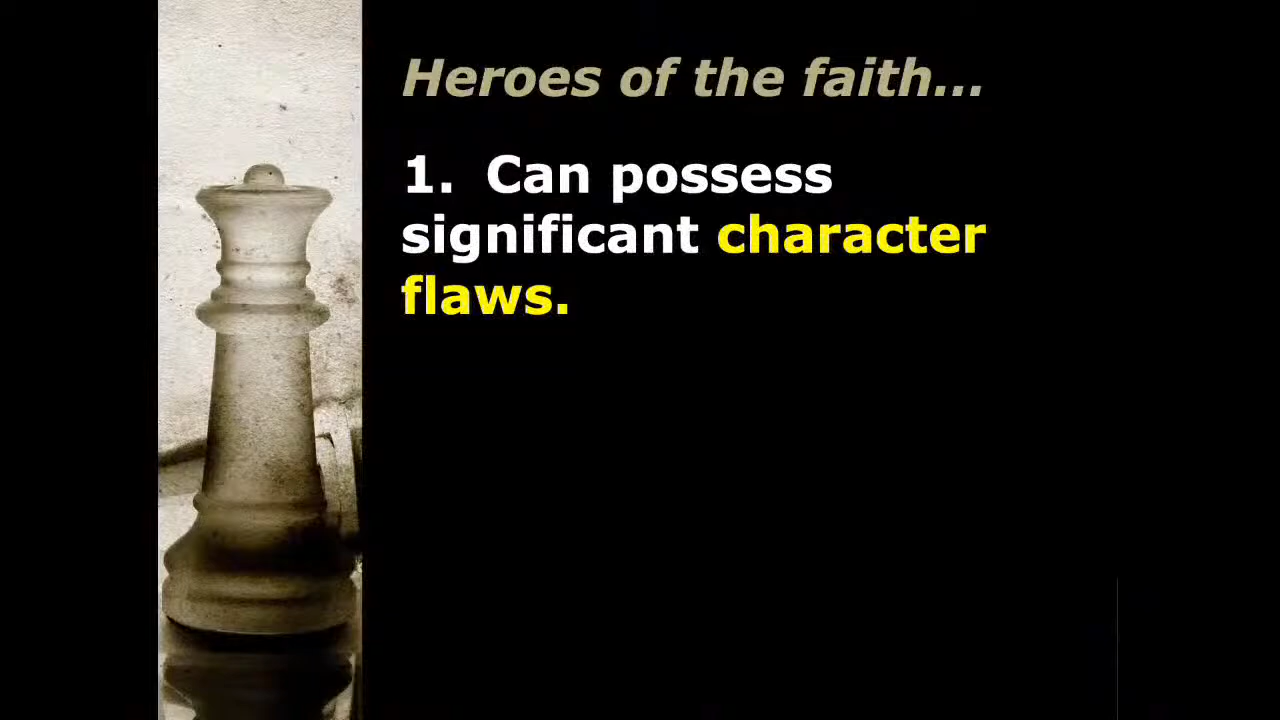 Heroes of the faith...
1. Can possess
significant character
flaws.